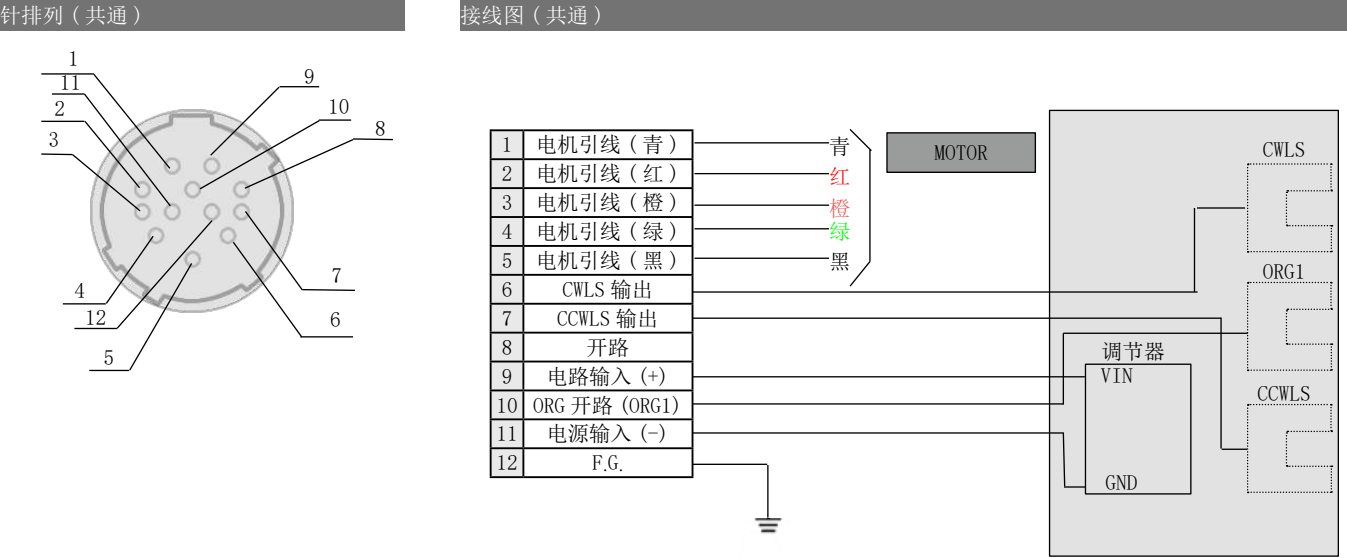 针排列（共通）
接线图（共通）
1
11
2
3
9
10
8
4
12
5
7
6
1 电机引线（青）
2 电机引线（红）
3 电机引线（橙）
4 电机引线（绿）
5 电机引线（黑）
6 CWLS 输出
7 CCWLS 输出
8 开路
9 电路输入 (+)
10 ORG 开路 (ORG1)
11 电源输入 (-)
12 F.G.
青
红
橙
绿
黑
MOTOR
CWLS
ORG1
调节器
VIN
CCWLS
GND